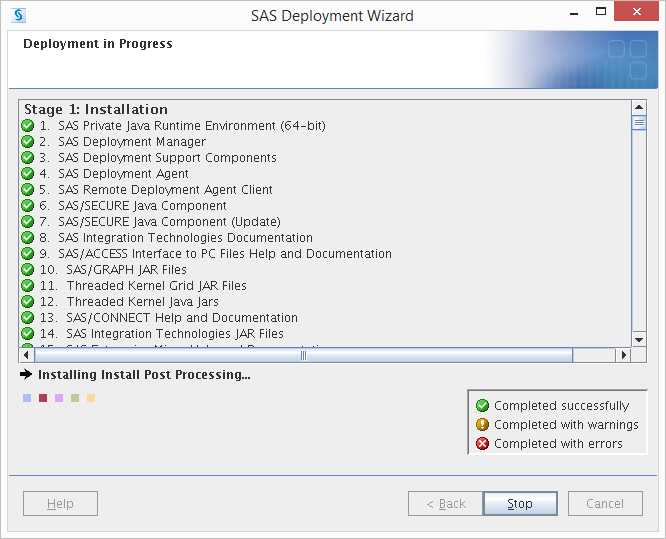 SAS Deployment Wizard
Deployment in Progress
Stage 1: Installation
1. SAS Private Java Runtime Environment (64-bit)
2. SAS Deployment Manager
3. SAS Deployment Support Components
4. SAS Deployment Agent
5. SAS Remote Deployment Agent Client
6. SAS/SECURE Java Component
7. SAS/SECURE Java Component (Update)
8. SAS Integration Technologies Documentation
9. SAS/ACCESS Interface to PC Files Help and Documentation
10. SAS/GRAPH JAR Files
11. Threaded Kernel Grid JAR Files
12. Threaded Kernel Java Jars
13. SAS/CONNECT Help and Documentation
14. SAS Integration Technologies JAR Files
Installing Install Post Processing...
Completed successfully
Completed with warnings
Completed with errors
Help
< Back
Stop
Cancel